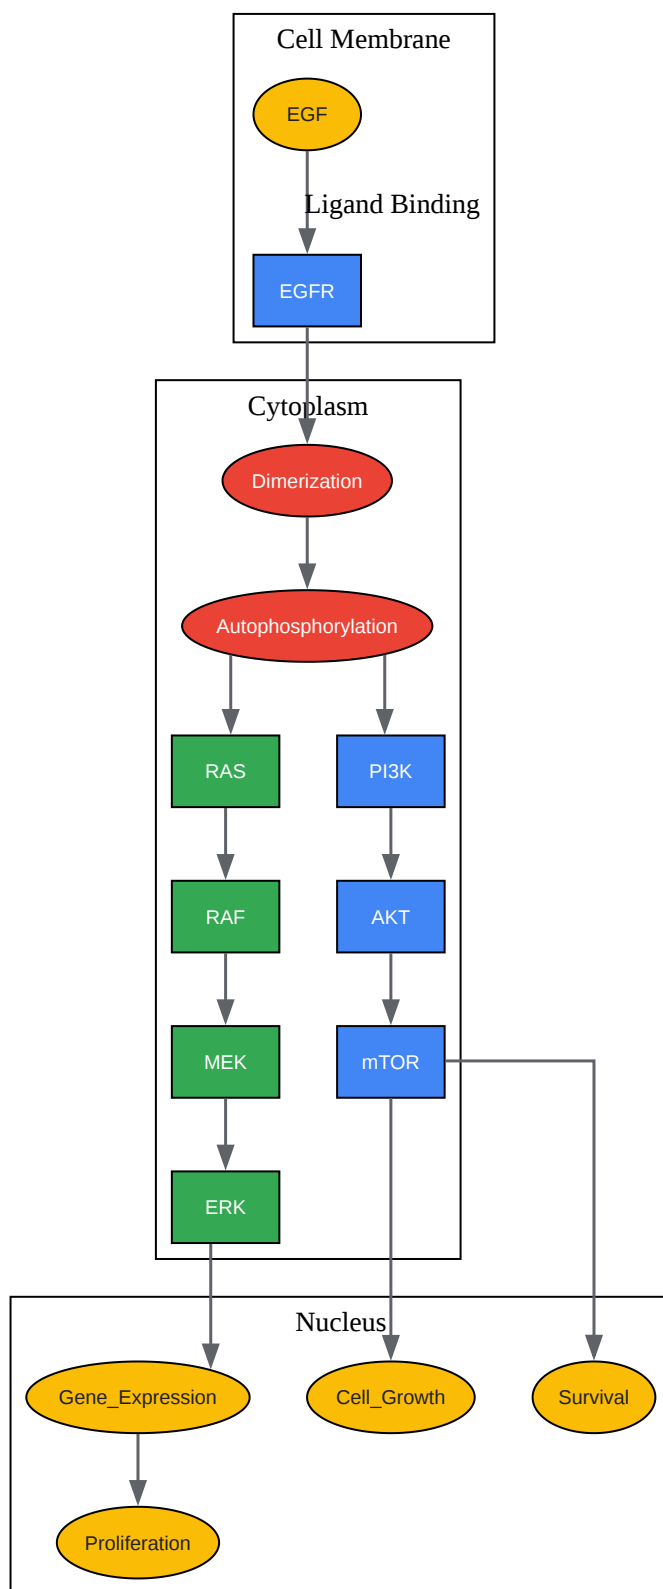 Cell Membrane
EGF
Ligand Binding
EGFR
Cytoplasm
Dimerization
Autophosphorylation
RAS
PI3K
RAF
AKT
MEK
mTOR
ERK
Nucleus
Gene_Expression
Cell_Growth
Survival
Proliferation